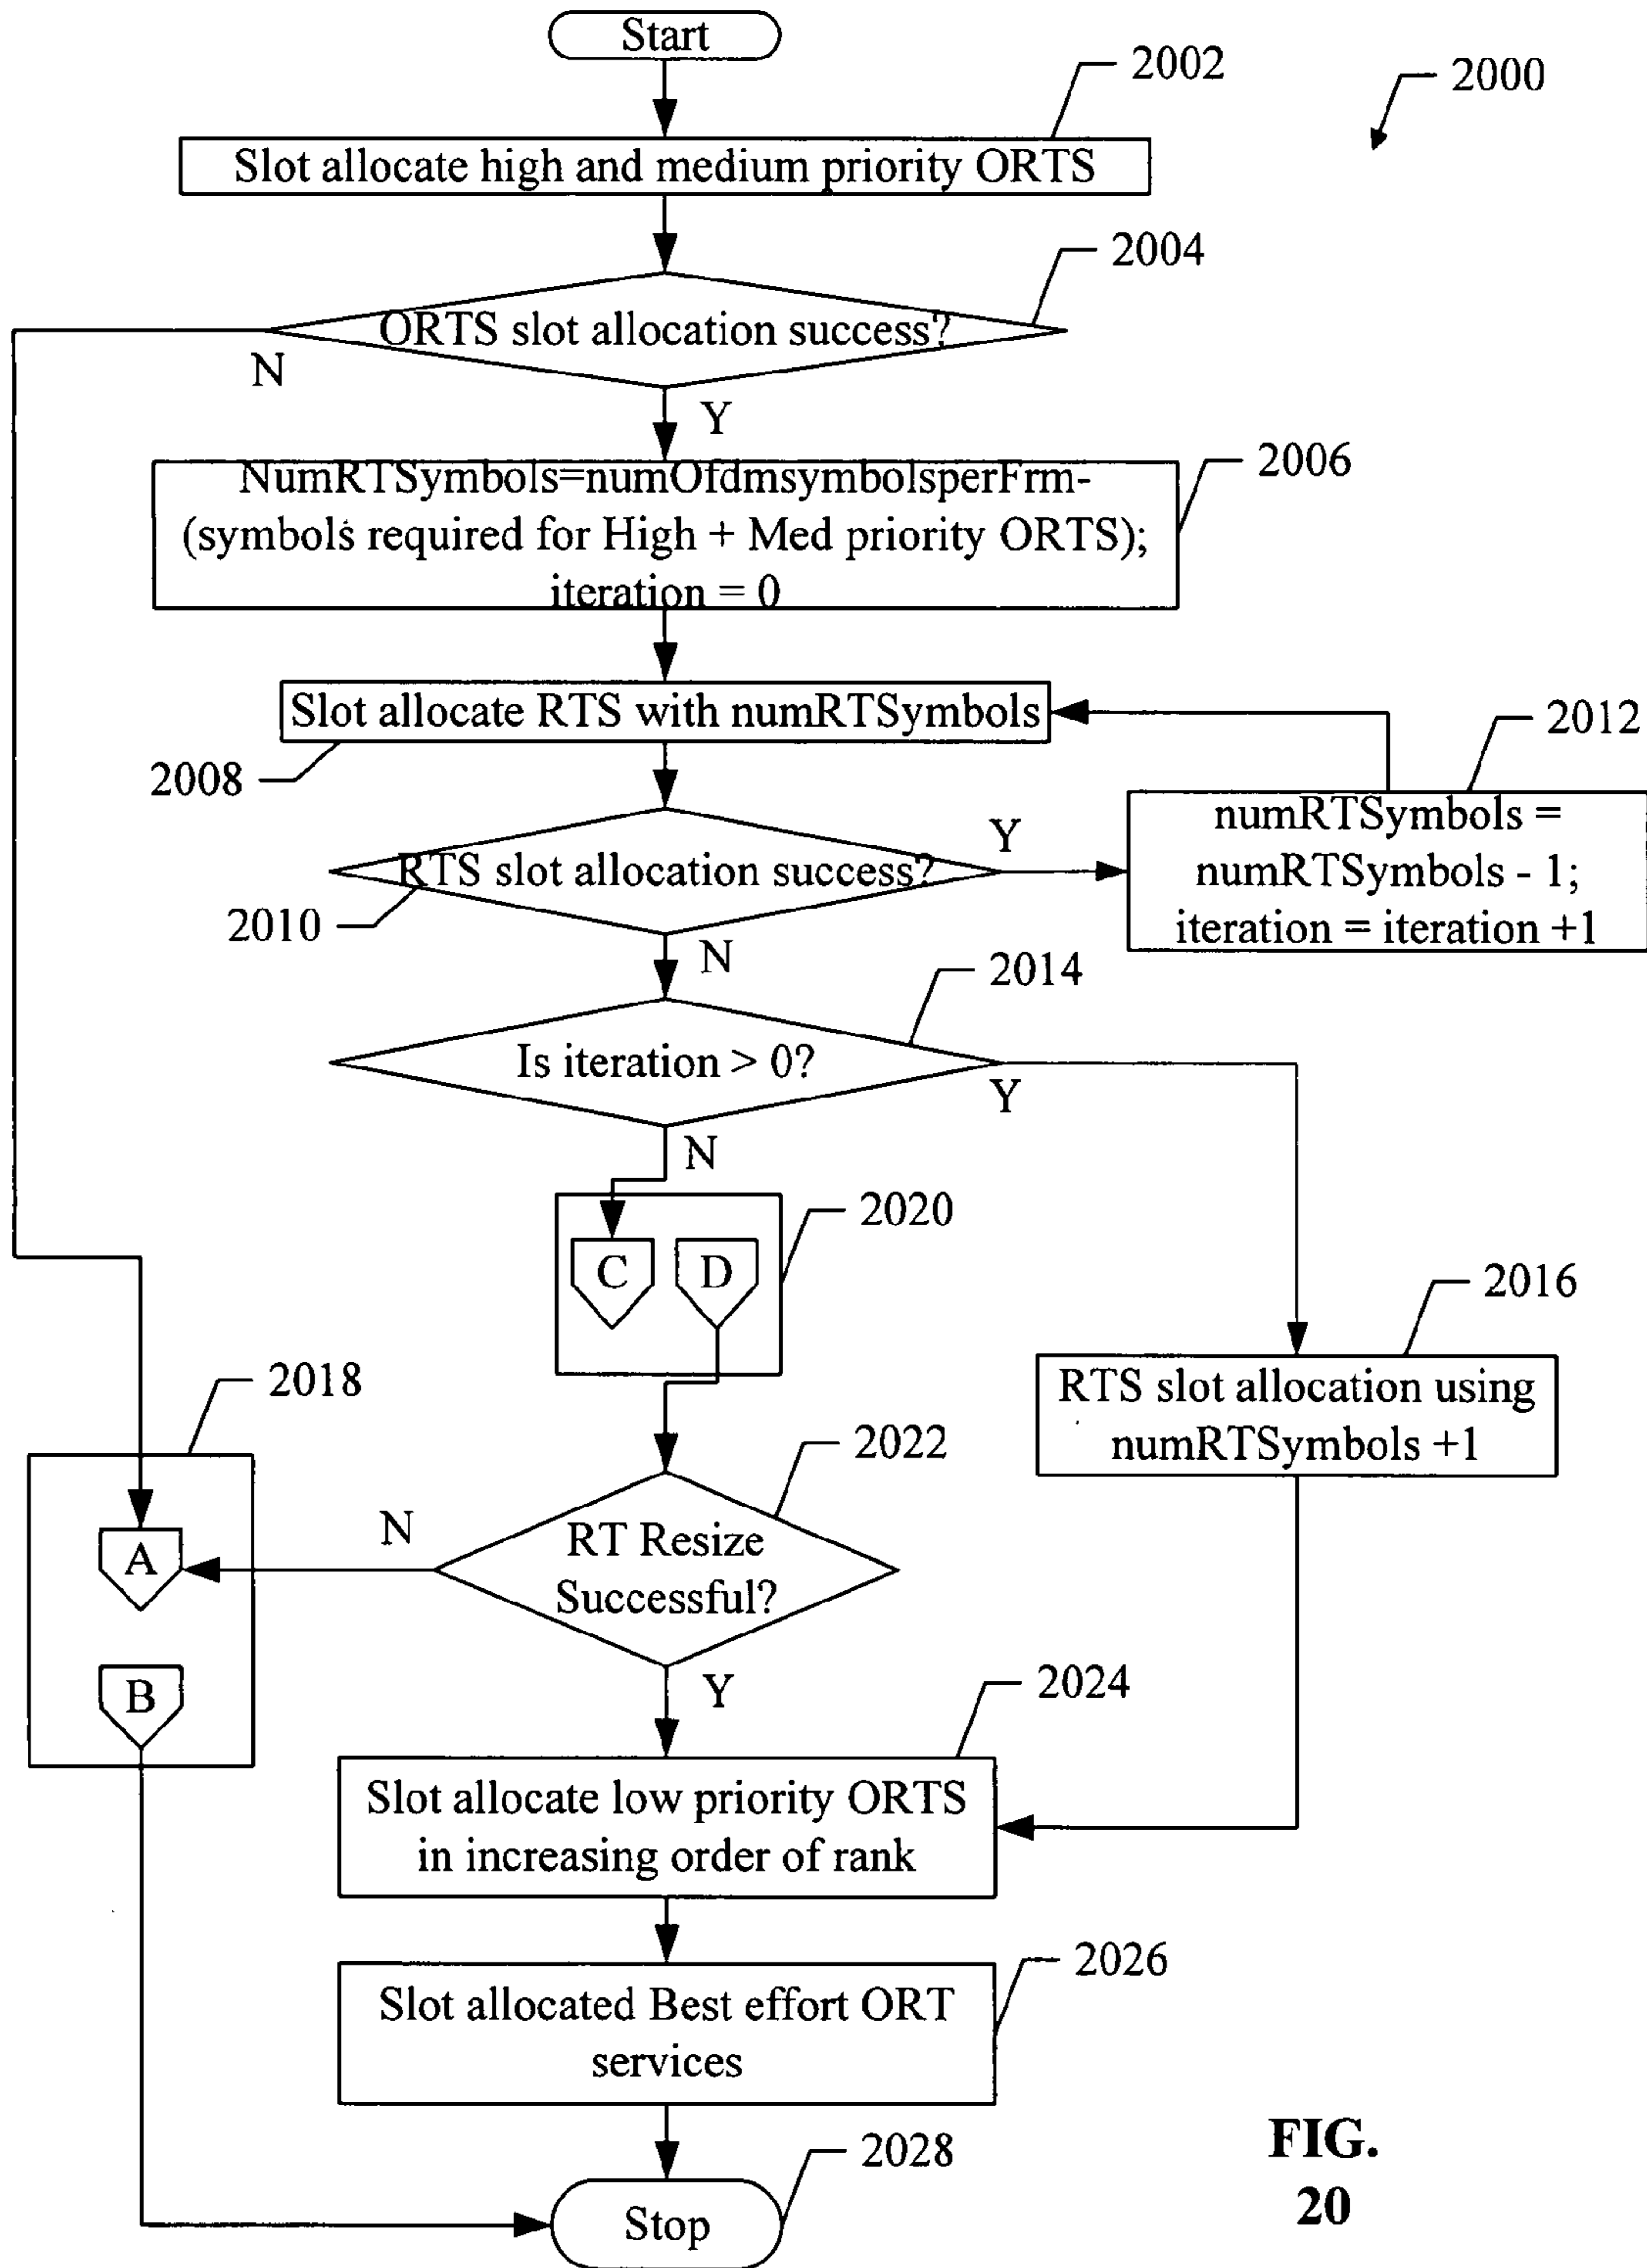 Start
2002
2000
Slot allocate high and medium priority ORTS
2004
ORTS slot allocation success?
N
Y
2006
NumRTSymbols=numOfdmsymbolsperFrm-
(symbols required for High + Med priority ORTS);
iteration = 0
Slot allocate RTS with numRTSymbols
2012
2008
numRTSymbols =
numRTSymbols - 1;
iteration = iteration +1
Y
RTS slot allocation success?
2010
N
2014
Is iteration > 0?
Y
N
2020
C
D
2016
RTS slot allocation using
numRTSymbols +1
2018
2022
N
RT Resize
Successful?
A
Y
B
2024
Slot allocate low priority ORTS
in increasing order of rank
2026
Slot allocated Best effort ORT
services
2028
Stop
FIG.
20